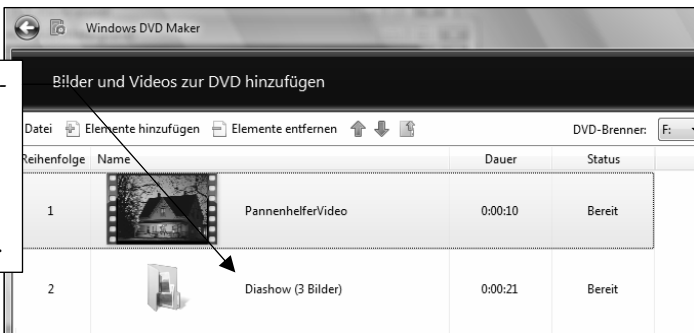 Windows DVD Maker
Bilder und Videos zur DVD hinzufügen
Datei Elemente hinzufügen Elemente entfernen DVD-Brenner: F:
Reihenfolge Name Dauer Status
1 PannenhelferVideo 0:00:10 Bereit
2 Diashow (3 Bilder) 0:00:21 Bereit